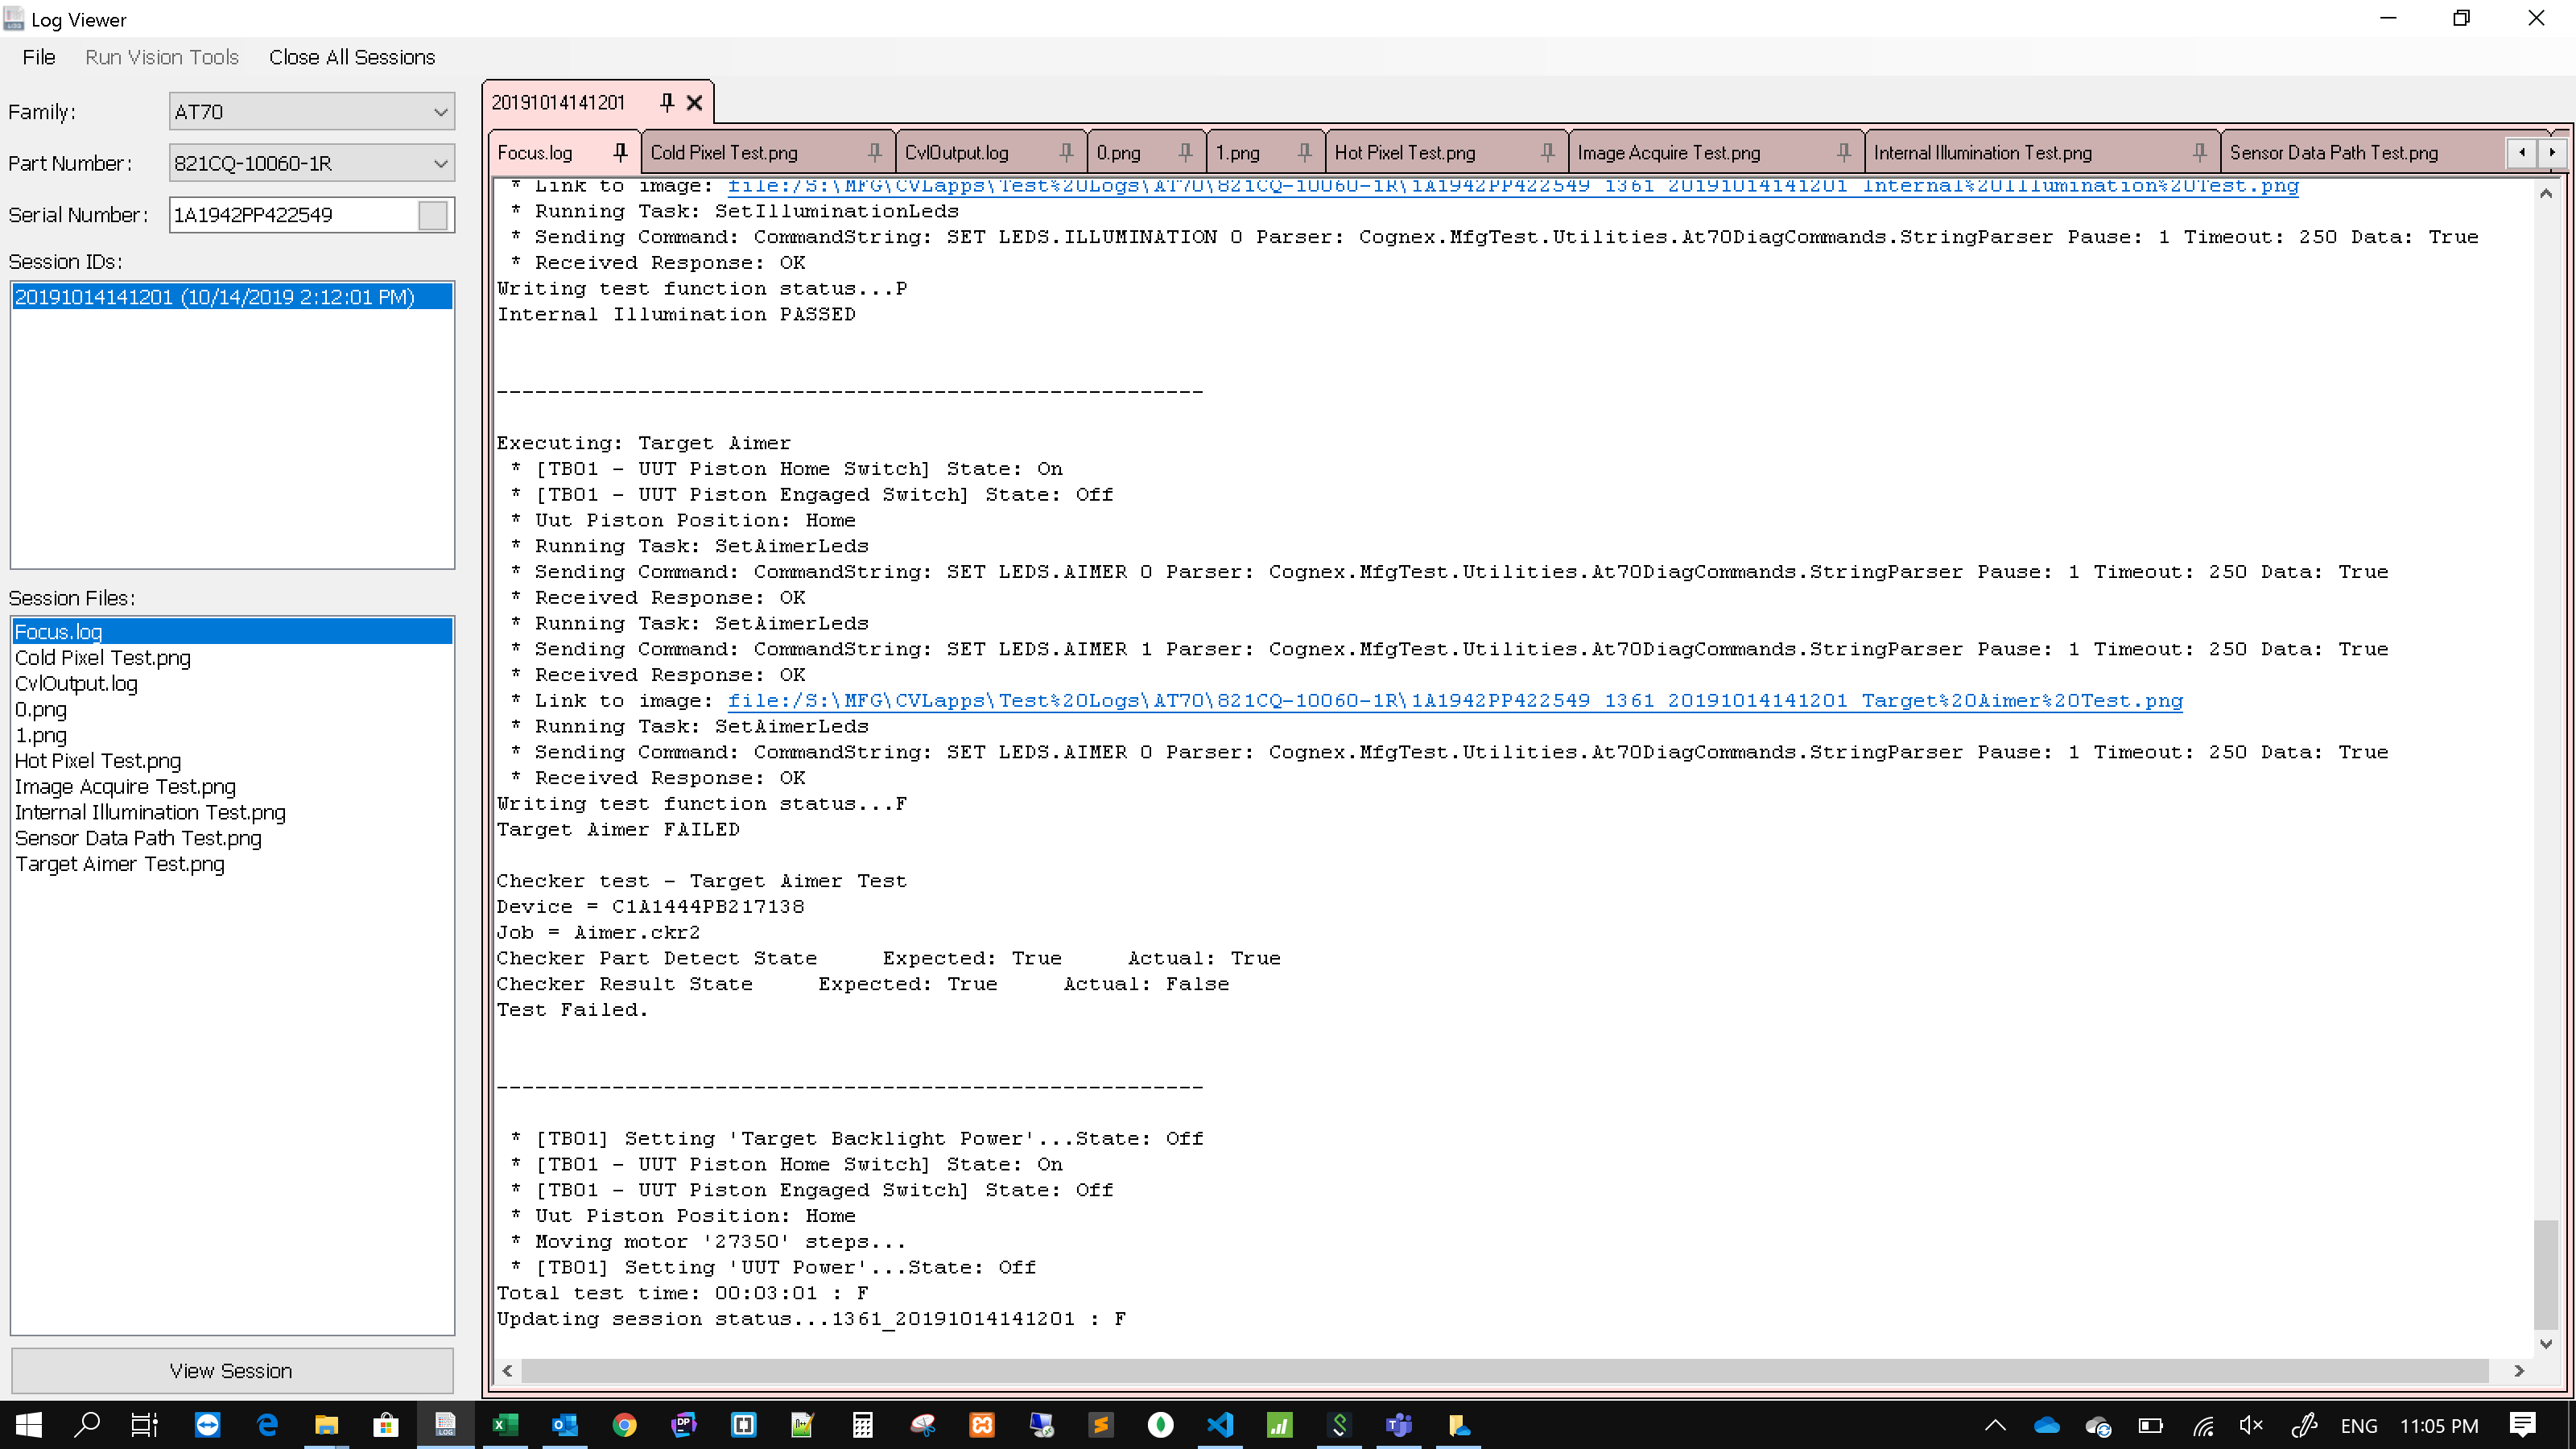 Log Viewer
File Run Vision Tools Close All Sessions
Family: AT70
Part Number: 821CQ-10060-1R
Serial Number: 1A1942PP422549
Session IDs:
20191014141201 (10/14/2019 2:12:01 PM)
Session Files:
Focus.log
Cold Pixel Test.png
CvlOutput.log
0.png
1.png
Hot Pixel Test.png
Image Acquire Test.png
Internal Illumination Test.png
Sensor Data Path Test.png
Target Aimer Test.png
View Session
20191014141201
Focus.log Cold Pixel Test.png CvlOutput.log 0.png 1.png Hot Pixel Test.png Image Acquire Test.png Internal Illumination Test.png Sensor Data Path Test.png
* Link to image: file:/S:\MFG\CVLapps\Test%20Logs\AT70\821CQ-10060-1R\1A1942PP422549_1361_20191014141201_Internal%20Illumination%20Test.png
* Running Task: SetIlluminationLeds
* Sending Command: CommandString: SET LEDS.ILLUMINATION 0 Parser: Cognex.MfgTest.Utilities.At70DiagCommands.StringParser Pause: 1 Timeout: 250 Data: True
* Received Response: OK
Writing test function status...P
Internal Illumination PASSED
-------------------------------------------------------
Executing: Target Aimer
* [TB01 - UUT Piston Home Switch] State: On
* [TB01 - UUT Piston Engaged Switch] State: Off
* Uut Piston Position: Home
* Running Task: SetAimerLeds
* Sending Command: CommandString: SET LEDS.AIMER 0 Parser: Cognex.MfgTest.Utilities.At70DiagCommands.StringParser Pause: 1 Timeout: 250 Data: True
* Received Response: OK
* Running Task: SetAimerLeds
* Sending Command: CommandString: SET LEDS.AIMER 1 Parser: Cognex.MfgTest.Utilities.At70DiagCommands.StringParser Pause: 1 Timeout: 250 Data: True
* Received Response: OK
* Link to image: file:/S:\MFG\CVLapps\Test%20Logs\AT70\821CQ-10060-1R\1A1942PP422549_1361_20191014141201_Target%20Aimer%20Test.png
* Running Task: SetAimerLeds
* Sending Command: CommandString: SET LEDS.AIMER 0 Parser: Cognex.MfgTest.Utilities.At70DiagCommands.StringParser Pause: 1 Timeout: 250 Data: True
* Received Response: OK
Writing test function status...F
Target Aimer FAILED
Checker test - Target Aimer Test
Device = C1A1444PB217138
Job = Aimer.ckr2
Checker Part Detect State Expected: True Actual: True
Checker Result State Expected: True Actual: False
Test Failed.
-------------------------------------------------------
* [TB01] Setting 'Target Backlight Power'...State: Off
* [TB01 - UUT Piston Home Switch] State: On
* [TB01 - UUT Piston Engaged Switch] State: Off
* Uut Piston Position: Home
* Moving motor '27350' steps...
* [TB01] Setting 'UUT Power'...State: Off
Total test time: 00:03:01 : F
Updating session status...1361_20191014141201 : F
ENG 11:05 PM